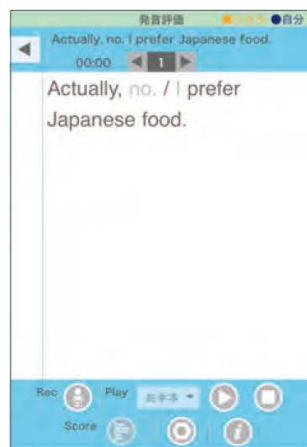 発音評価
●自分
Actually, no. I prefer Japanese food.
00:00
1
Actually, no. / I prefer
Japanese food.
Rec
Play
お手本
Score